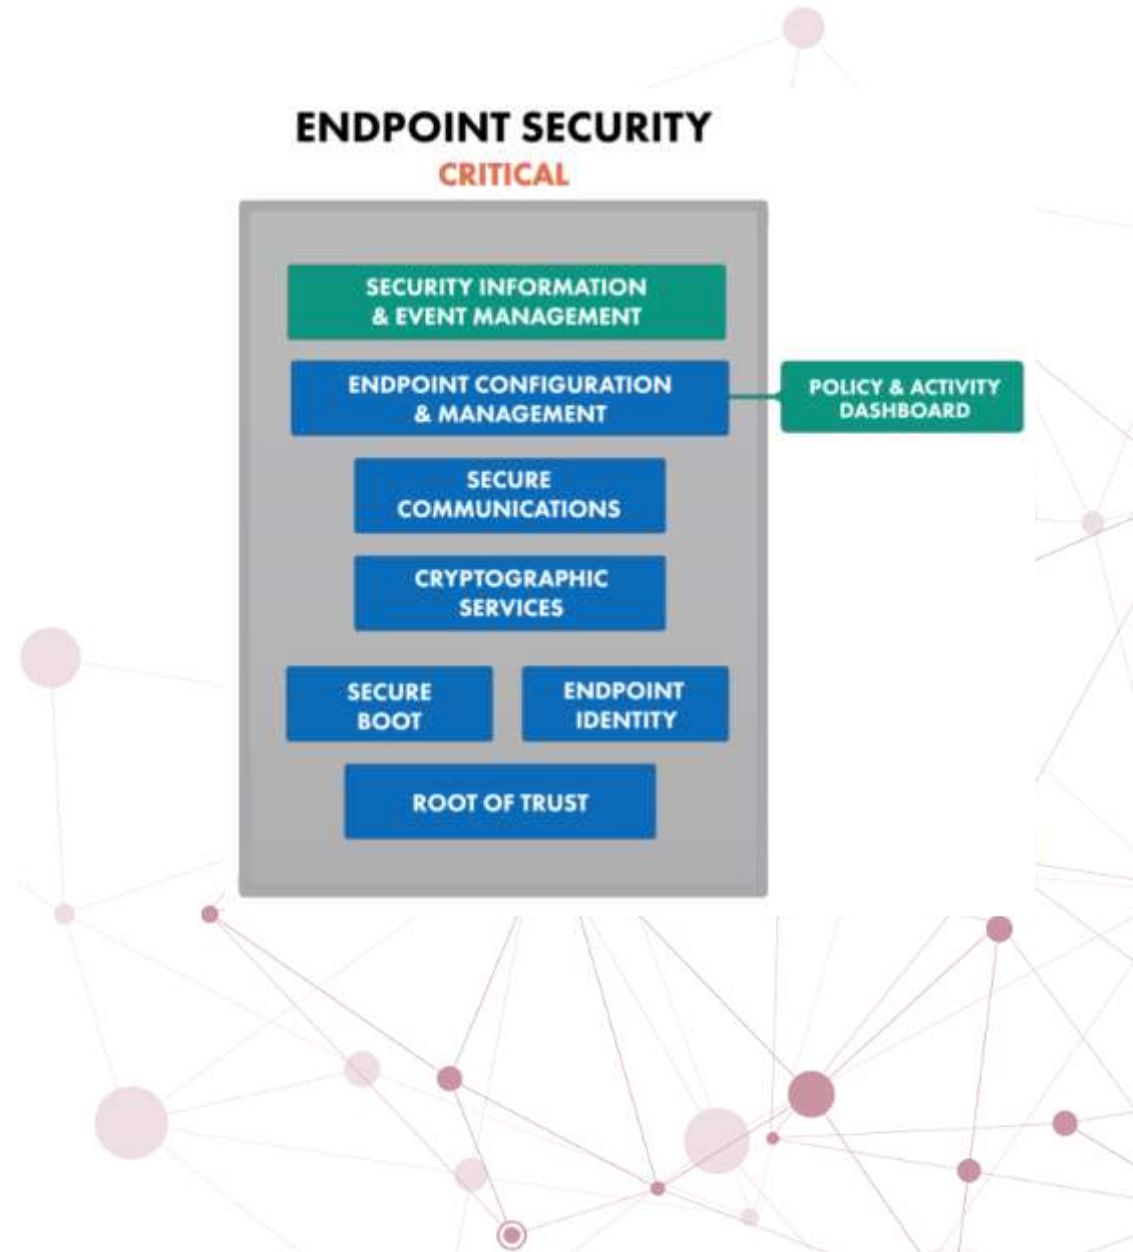 ENDPOINT SECURITY
CRITICAL
SECURITY INFORMATION
& EVENT MANAGEMENT
ENDPOINT CONFIGURATION
& MANAGEMENT
POLICY & ACTIVITY
DASHBOARD
SECURE
COMMUNICATIONS
CRYPTOGRAPHIC
SERVICES
SECURE
BOOT
ENDPOINT
IDENTITY
ROOT OF TRUST